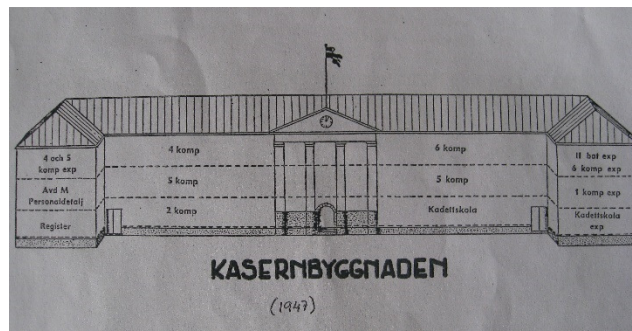 4 komp
6 komp
4 och 5
komp exp
II bat exp
6 komp exp
5 komp
5 komp
Avd M
Personaldetalj
1 komp exp
2 komp
Kadettskola
Register
Kadettskola
exp
KASERNBYGGNADEN
(1947)